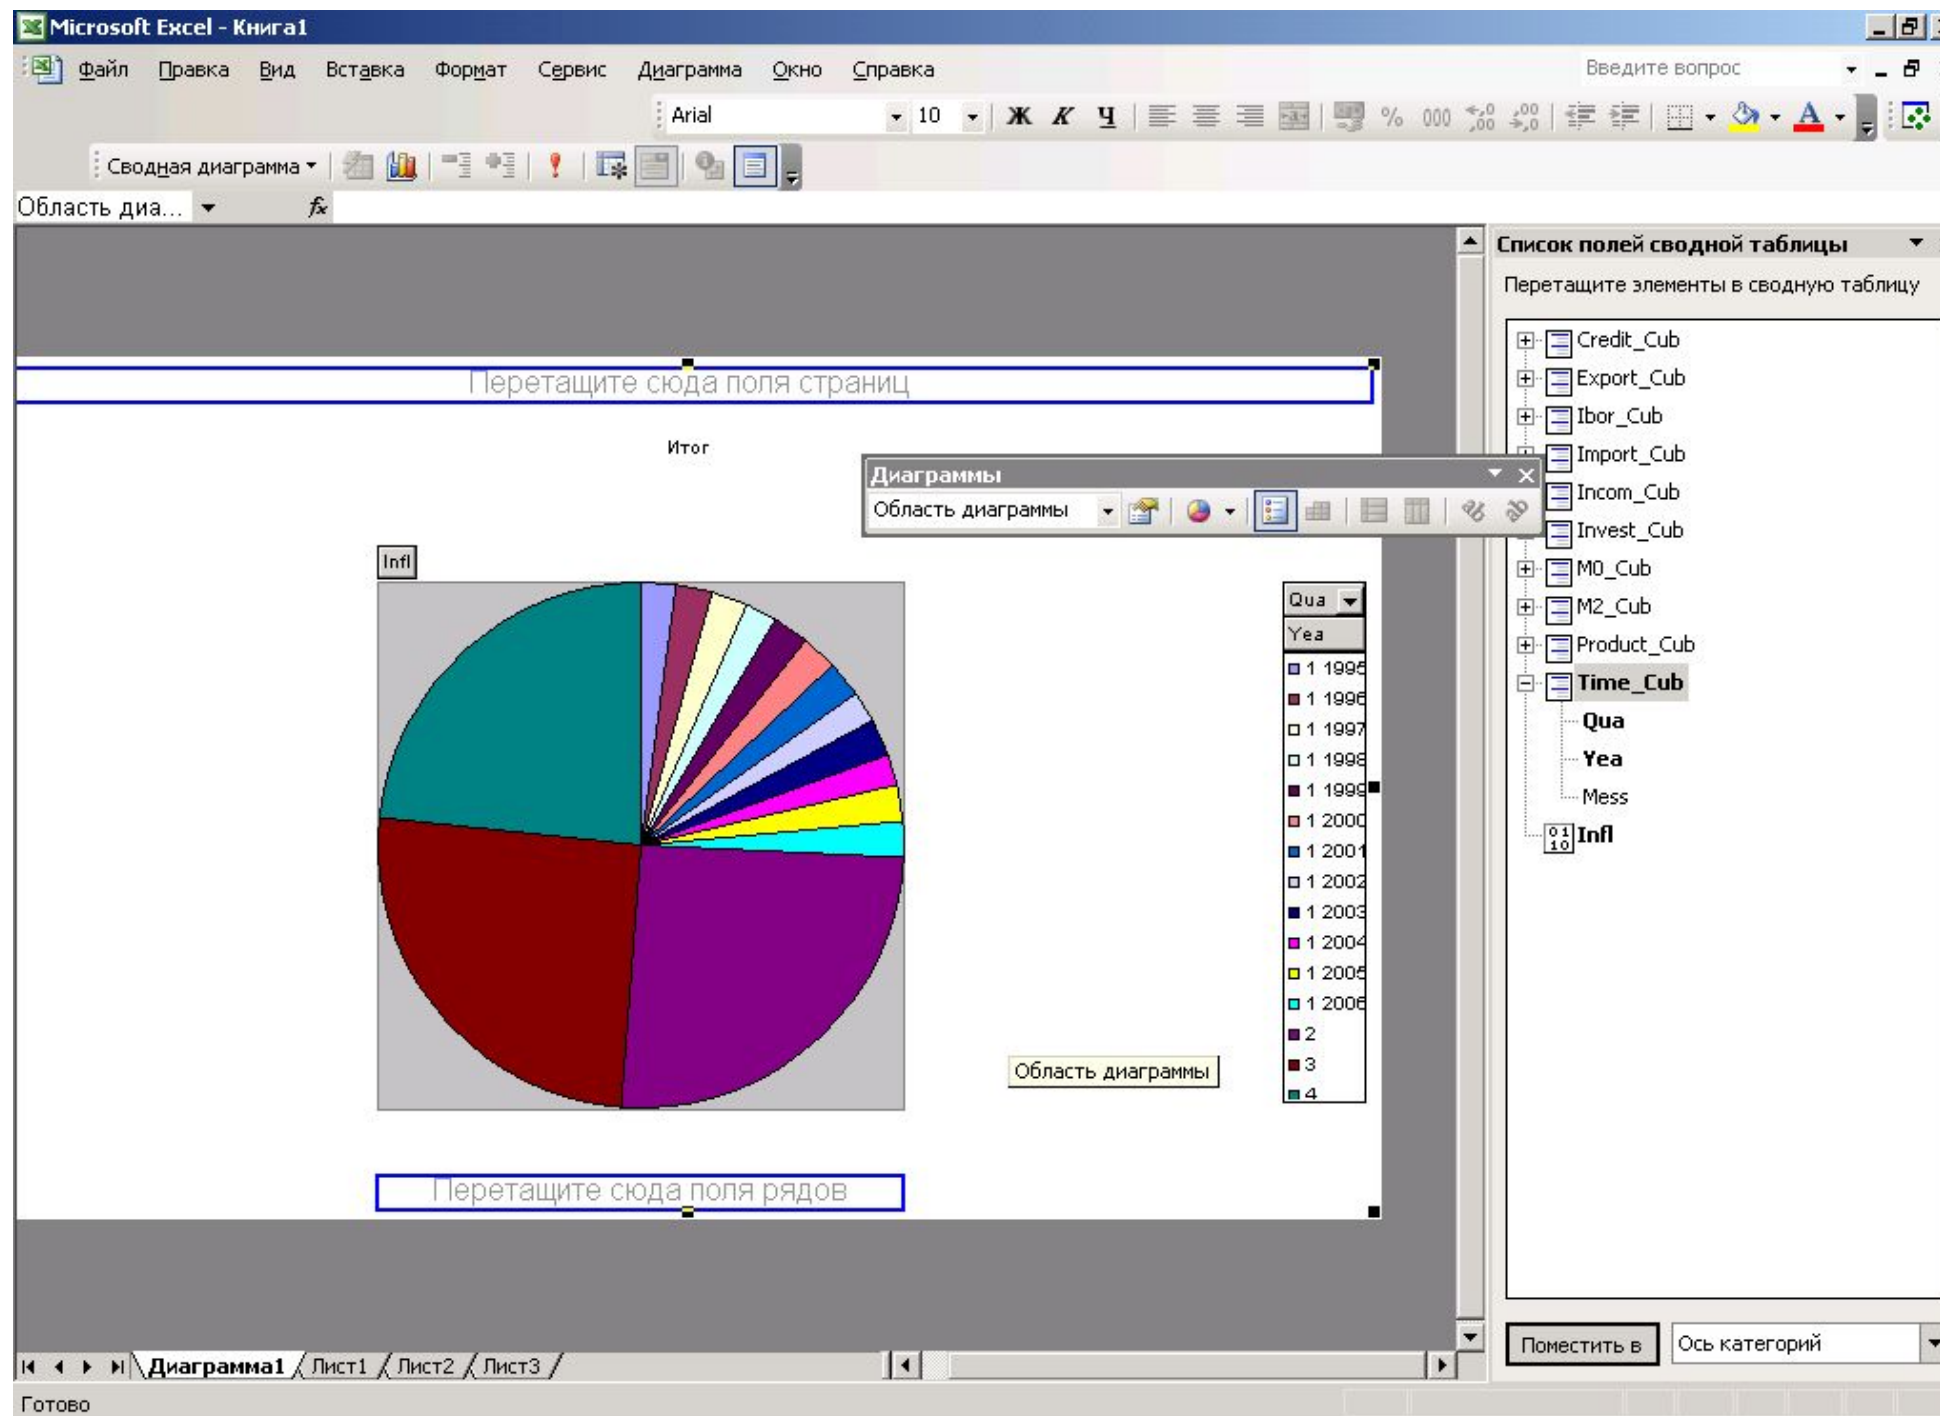 Microsoft Excel - Книга1
Файл Правка Вид Вставка Формат Сервис Диаграмма Окно Справка Введите вопрос
Arial 10 Ж К Ч % 000
Сводная диаграмма
Область диа... fx
Список полей сводной таблицы
Перетащите элементы в сводную таблицу
Credit_Cub
Export_Cub
Ibor_Cub
Import_Cub
Incom_Cub
Invest_Cub
M0_Cub
M2_Cub
Product_Cub
Time_Cub
Qua
Yea
Mess
Infl
Перетащите сюда поля страниц
Итог
Диаграммы
Область диаграммы
Infl
Qua
Yea
1 1995
1 1996
1 1997
1 1998
1 1999
1 2000
1 2001
1 2002
1 2003
1 2004
1 2005
1 2006
2
3
4
Область диаграммы
Перетащите сюда поля рядов
Поместить в Ось категорий
Диаграмма1 Лист1 Лист2 Лист3
Готово